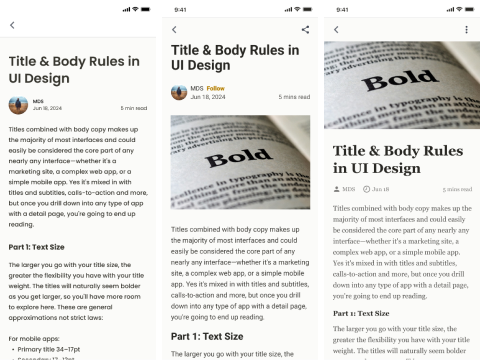 Title & Body Rules in
UI Design
MDS
Jun 18, 2024
5 min read
Titles combined with body copy makes up
the majority of most interfaces and could
easily be considered the core part of any
nearly any interface—whether it's a
marketing site, a complex web app, or a
simple mobile app. Yes it's mixed in with
titles and subtitles, calls-to-action and more,
but once you drill down into any type of app
with a detail page, you're going to end up
reading.
Part 1: Text Size
The larger you go with your title size, the
greater the flexibility you have with your title
weight. The titles will naturally seem bolder
as you get larger, so you'll have more room
to explore here. These are general
approximations not strict laws:
For mobile apps:
• Primary title 34–17pt
9:41
Title & Body Rules in
UI Design
MDS Follow
Jun 18, 2024
5 mins read
Bold
Titles combined with body copy makes up
the majority of most interfaces and could easily
be considered the core part of any nearly any
interface—whether it's a marketing site,
a complex web app, or a simple mobile
app. Yes it's mixed in with titles and subtitles,
calls-to-action and more, but once you drill
down into any type of app with a detail page,
you're going to end up reading.
Part 1: Text Size
The larger you go with your title size, the
9:41
Bold
Title & Body Rules
in UI Design
MDS
Jun 18
5 mins read
Titles combined with body copy makes up the
majority of most interfaces and could easily
be considered the core part of any nearly any
interface—whether it's a marketing site, a
complex web app, or a simple mobile app.
Yes it's mixed in with titles and subtitles,
calls-to-action and more, but once you drill
down into any type of app with a detail page,
you're going to end up reading.
Part 1: Text Size
The larger you go with your title size, the
greater the flexibility you have with your title
weight. The titles will naturally seem bolder